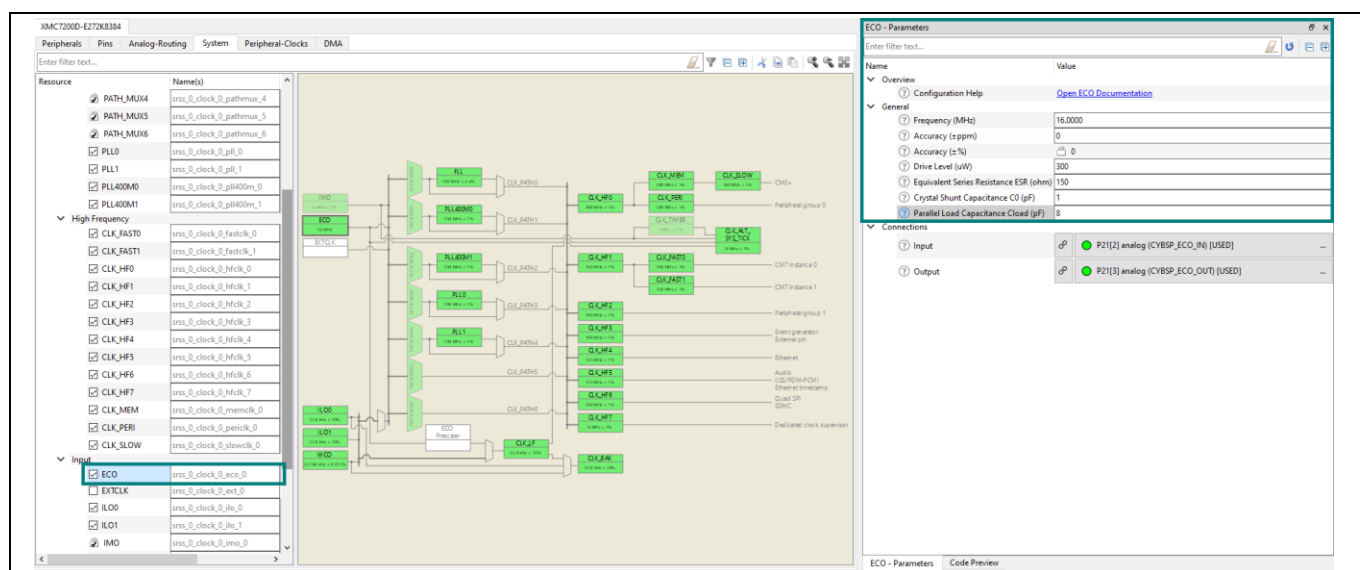 XMC7200D-E272K8384
Peripherals Pins Analog-Routing System Peripheral-Clocks DMA
Enter filter text...
Resource Name(s)
PATH_MUX4 srss_0_clock_0_pathmux_4
PATH_MUX5 srss_0_clock_0_pathmux_5
PATH_MUX6 srss_0_clock_0_pathmux_6
PLL0 srss_0_clock_0_pll_0
PLL1 srss_0_clock_0_pll_1
PLL400M0 srss_0_clock_0_pll400m_0
PLL400M1 srss_0_clock_0_pll400m_1
High Frequency
CLK_FAST0 srss_0_clock_0_fastclk_0
CLK_FAST1 srss_0_clock_0_fastclk_1
CLK_HF0 srss_0_clock_0_hfclk_0
CLK_HF1 srss_0_clock_0_hfclk_1
CLK_HF2 srss_0_clock_0_hfclk_2
CLK_HF3 srss_0_clock_0_hfclk_3
CLK_HF4 srss_0_clock_0_hfclk_4
CLK_HF5 srss_0_clock_0_hfclk_5
CLK_HF6 srss_0_clock_0_hfclk_6
CLK_HF7 srss_0_clock_0_hfclk_7
CLK_MEM srss_0_clock_0_memclk_0
CLK_PERI srss_0_clock_0_periclk_0
CLK_SLOW srss_0_clock_0_slowclk_0
Input
ECO srss_0_clock_0_eco_0
EXTCLK srss_0_clock_0_ext_0
ILO0 srss_0_clock_0_ilo_0
ILO1 srss_0_clock_0_ilo_1
IMO srss_0_clock_0_imo_0
IMO
ECO
EXTCLK
FLL
CLK_PATH0
PLL400M0
CLK_PATH1
PLL400M1
CLK_PATH2
PLL0
CLK_PATH3
PLL1
CLK_PATH4
CLK_PATH5
CLK_PATH6
ILO0
ILO1
WCO
ECO
Prescaler
CLK_LF
CLK_BAK
CLK_MEM
CLK_SLOW
CM0+
CLK_HF0
CLK_PERI
Peripheral group 0
CLK_TIMER
CLK_ALT_
SYS_TICK
CLK_HF1
CLK_FAST0
CM7 instance 0
CLK_FAST1
CM7 instance 1
CLK_HF2
Peripheral group 1
CLK_HF3
Event generator
External pin
CLK_HF4
Ethernet
CLK_HF5
Audio
(I2S/PDM-PCM)
Ethernet timestamp
CLK_HF6
Quad SPI
SDHC
CLK_HF7
Dedicated clock supervisor
ECO - Parameters
Enter filter text...
Name Value
Overview
Configuration Help Open ECO Documentation
General
Frequency (MHz) 16.0000
Accuracy (±ppm) 0
Accuracy (±%) 0
Drive Level (uW) 300
Equivalent Series Resistance ESR (ohm) 150
Crystal Shunt Capacitance C0 (pF) 1
Parallel Load Capacitance Cload (pF) 8
Connections
Input P21[2] analog (CYBSP_ECO_IN) [USED] ...
Output P21[3] analog (CYBSP_ECO_OUT) [USED] ...
ECO - Parameters Code Preview